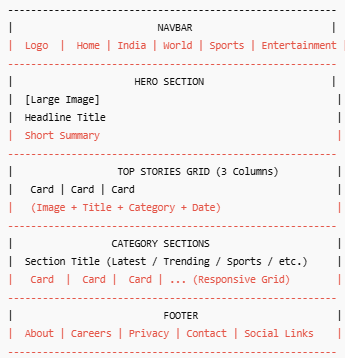 ---------------------------------------------------------
|                         NAVBAR                        |
|  Logo  |  Home | India | World | Sports | Entertainment |
---------------------------------------------------------
|                     HERO SECTION                      |
|  [Large Image]                                         |
|  Headline Title                                        |
|  Short Summary                                         |
---------------------------------------------------------
|                  TOP STORIES GRID (3 Columns)          |
|   Card | Card | Card                                   |
|   (Image + Title + Category + Date)                    |
---------------------------------------------------------
|                 CATEGORY SECTIONS                      |
|  Section Title (Latest / Trending / Sports / etc.)     |
|   Card  |  Card |  Card | ... (Responsive Grid)        |
---------------------------------------------------------
|                          FOOTER                        |
|  About | Careers | Privacy | Contact | Social Links    |
---------------------------------------------------------